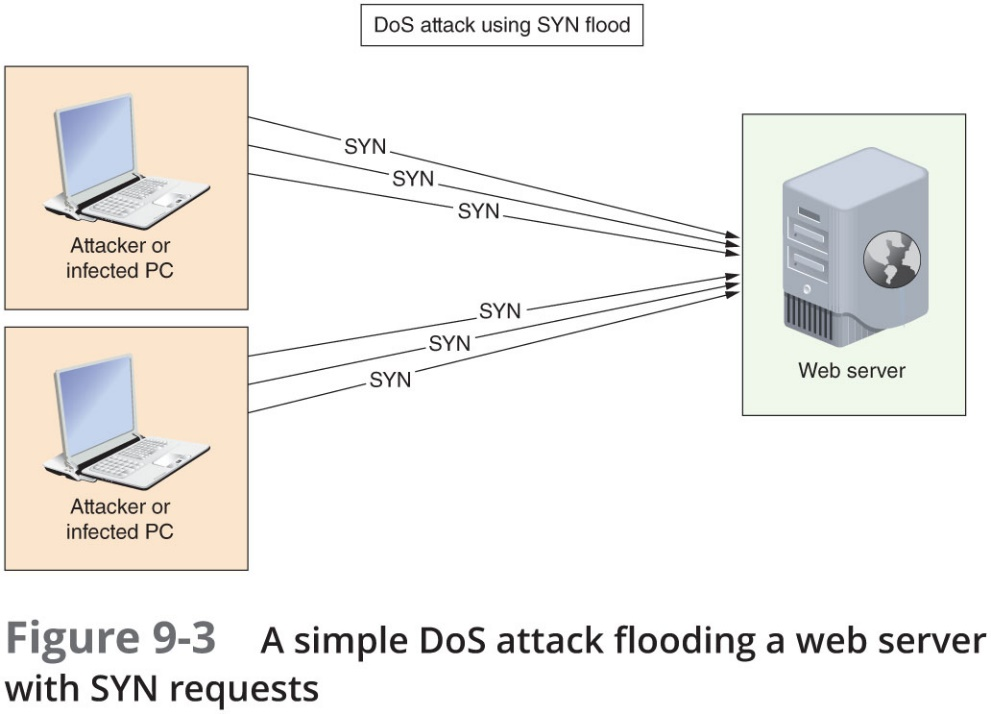 DoS attack using SYN flood
SYN
SYN
SYN
Attacker or
infected PC
SYN
SYN
SYN
Web server
Attacker or
infected PC
Figure 9-3 A simple DoS attack flooding a web server
with SYN requests